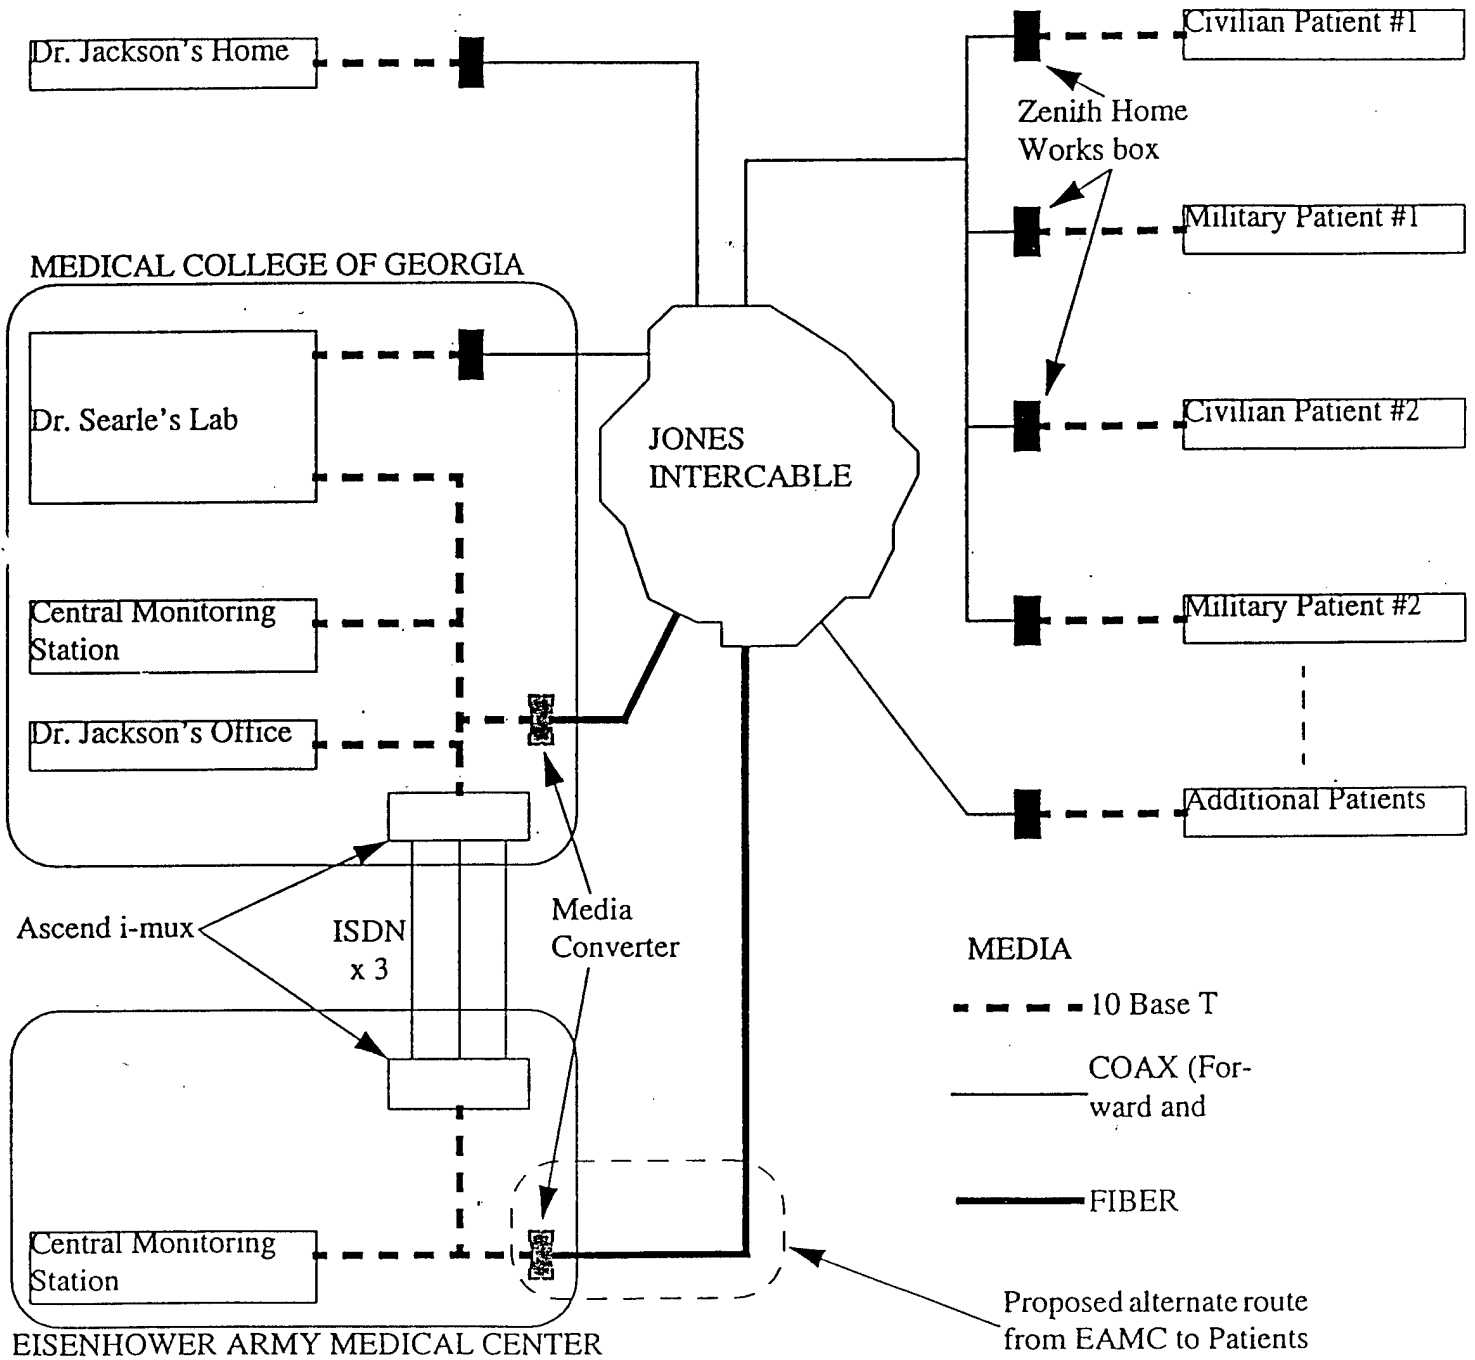 Dr. Jackson's Home
Civilian Patient #1
Zenith Home
Works box
Military Patient #1
MEDICAL COLLEGE OF GEORGIA
Dr. Searle's Lab
JONES
INTERCABLE
Civilian Patient #2
Central Monitoring
Station
Military Patient #2
Dr. Jackson's Office
Additional Patients
Ascend i-mux
ISDN
x 3
Media
Converter
MEDIA
10 Base T
COAX (For-
ward and
FIBER
Central Monitoring
Station
Proposed alternate route
from EAMC to Patients
EISENHOWER ARMY MEDICAL CENTER